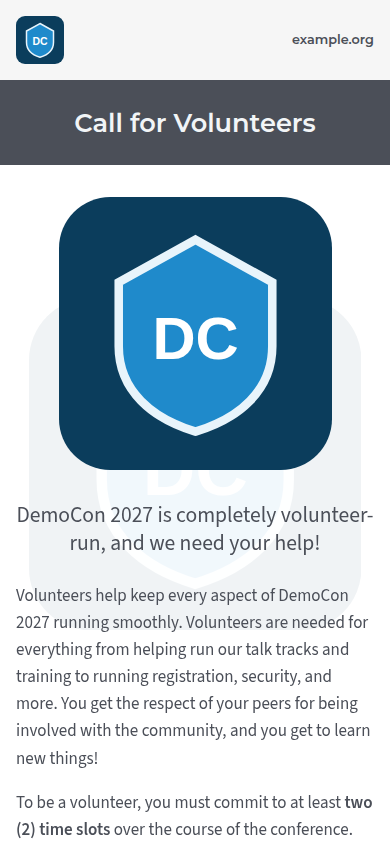 DC
example.org
Call for Volunteers
DC
DC
DemoCon 2027 is completely volunteer-
run, and we need your help!
Volunteers help keep every aspect of DemoCon
2027 running smoothly. Volunteers are needed for
everything from helping run our talk tracks and
training to running registration, security, and
more. You get the respect of your peers for being
involved with the community, and you get to learn
new things!
To be a volunteer, you must commit to at least two
(2) time slots over the course of the conference.